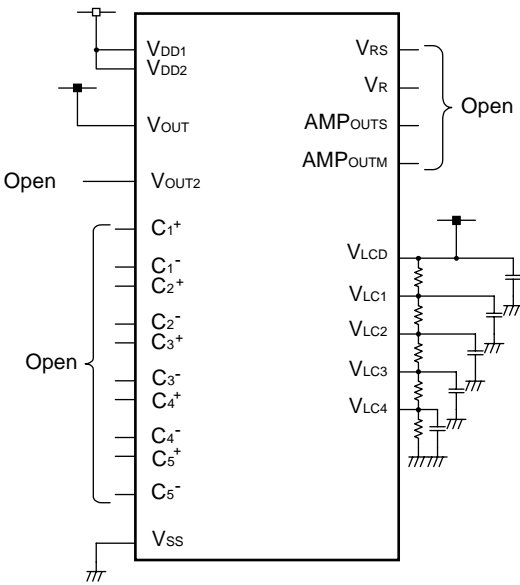 VDD1
VDD2
VOUT
Open
VOUT2
C1+
C1-
C2+
C2-
C3+
C3-
C4+
C4-
C5+
C5-
Open
VSS
VRS
VR
AMPOUTS
AMPOUTM
Open
VLCD
VLC1
VLC2
VLC3
VLC4